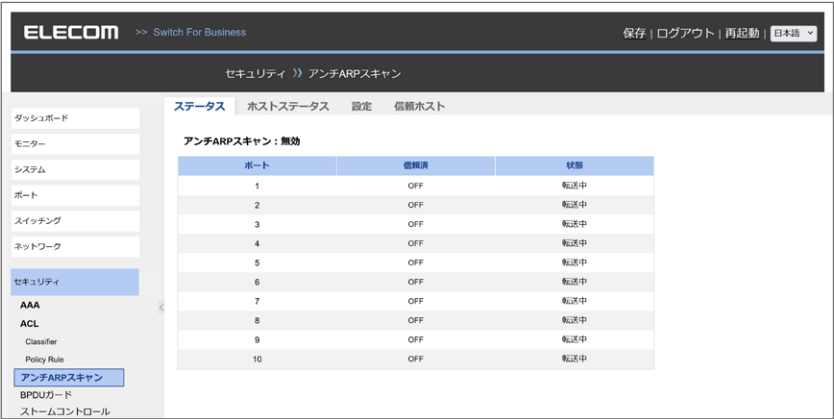 ELECOM >> Switch For Business 保存 | ログアウト | 再起動 | 日本語
セキュリティ 》 アンチARPスキャン
ステータス ホストステータス 設定 信頼ホスト
ダッシュボード
モニター
システム
ポート
スイッチング
ネットワーク
セキュリティ
AAA
ACL
Classifier
Policy Rule
アンチARPスキャン
BPDUガード
ストームコントロール
アンチARPスキャン：無効
ポート 信頼済 状態
1 OFF 転送中
2 OFF 転送中
3 OFF 転送中
4 OFF 転送中
5 OFF 転送中
6 OFF 転送中
7 OFF 転送中
8 OFF 転送中
9 OFF 転送中
10 OFF 転送中